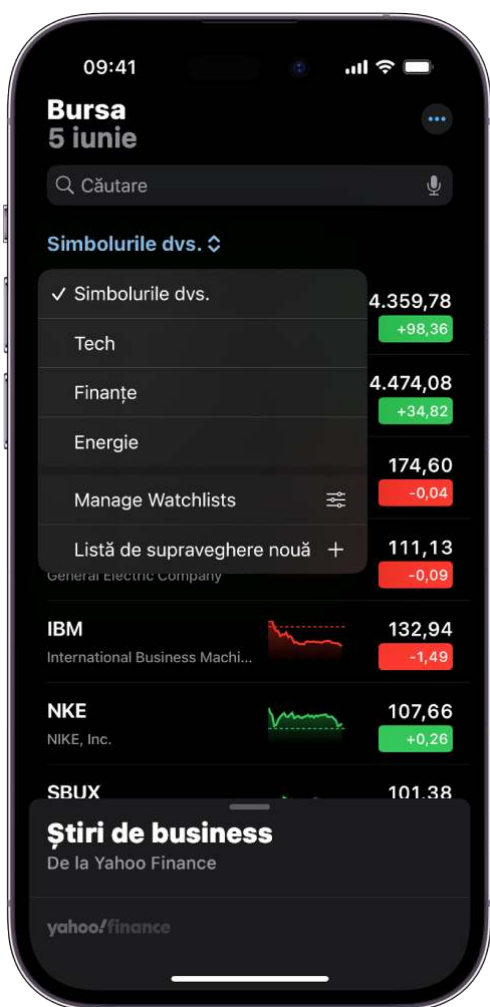 09:41
Bursa
5 iunie
Căutare
Simbolurile dvs.
✓ Simbolurile dvs.
4.359,78
+98,36
Tech
Finanțe
4.474,08
+34,82
Energie
174,60
-0,04
Manage Watchlists
Listă de supraveghere nouă +
111,13
General Electric Company
-0,09
IBM
132,94
International Business Machi...
-1,49
NKE
107,66
NIKE, Inc.
+0,26
SBUX
101,38
Știri de business
De la Yahoo Finance
yahoo!finance